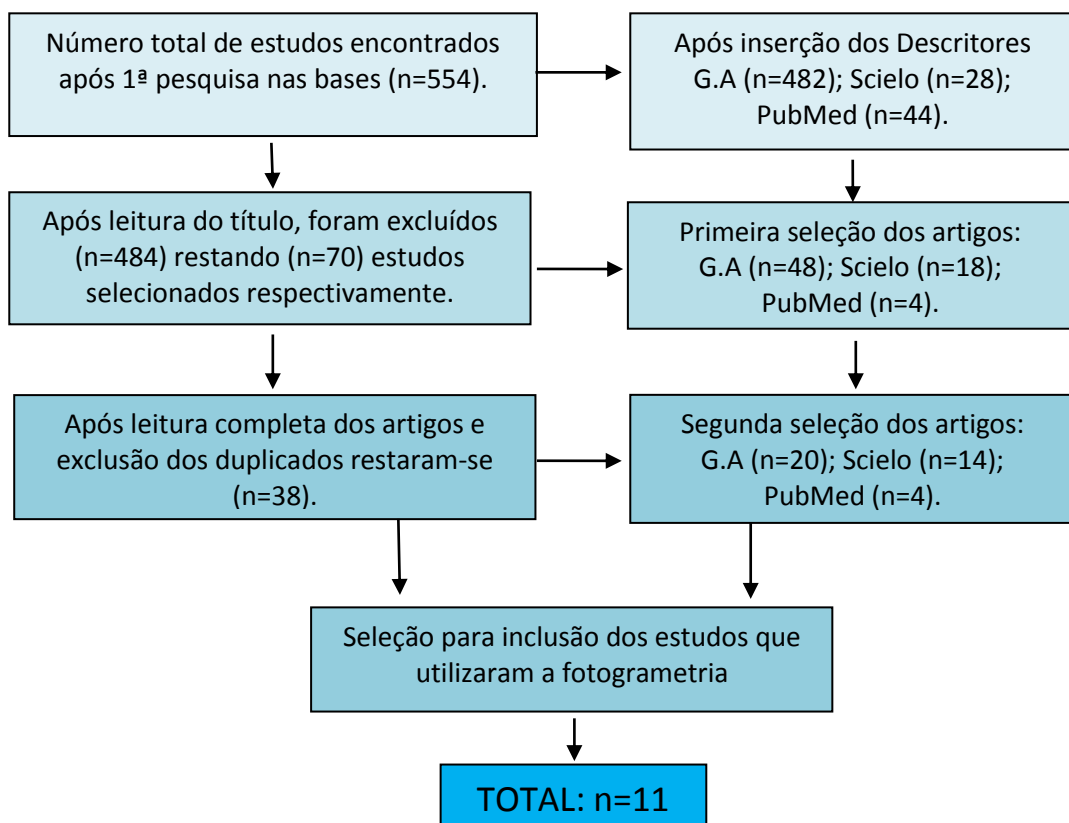 Número total de estudos encontrados
após 1ª pesquisa nas bases (n=554).
Após inserção dos Descritores
G.A (n=482); Scielo (n=28);
PubMed (n=44).
Após leitura do título, foram excluídos
(n=484) restando (n=70) estudos
selecionados respectivamente.
Primeira seleção dos artigos:
G.A (n=48); Scielo (n=18);
PubMed (n=4).
Após leitura completa dos artigos e
exclusão dos duplicados restaram-se
(n=38).
Segunda seleção dos artigos:
G.A (n=20); Scielo (n=14);
PubMed (n=4).
Seleção para inclusão dos estudos que
utilizaram a fotogrametria
TOTAL: n=11